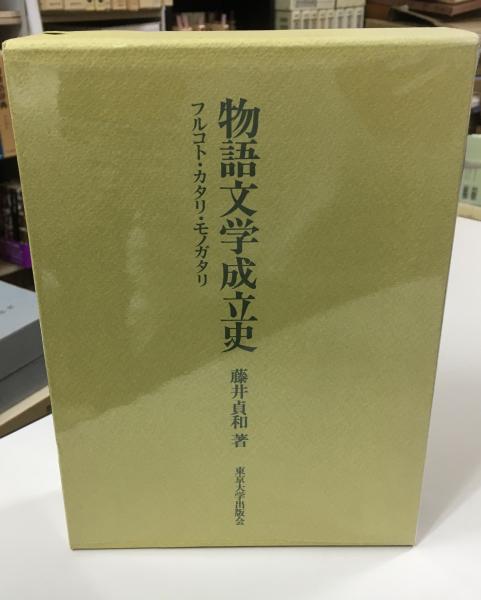 物語文学成立史
フルコト・カタリ・モノガタリ
藤井貞和 著
東京大学出版会